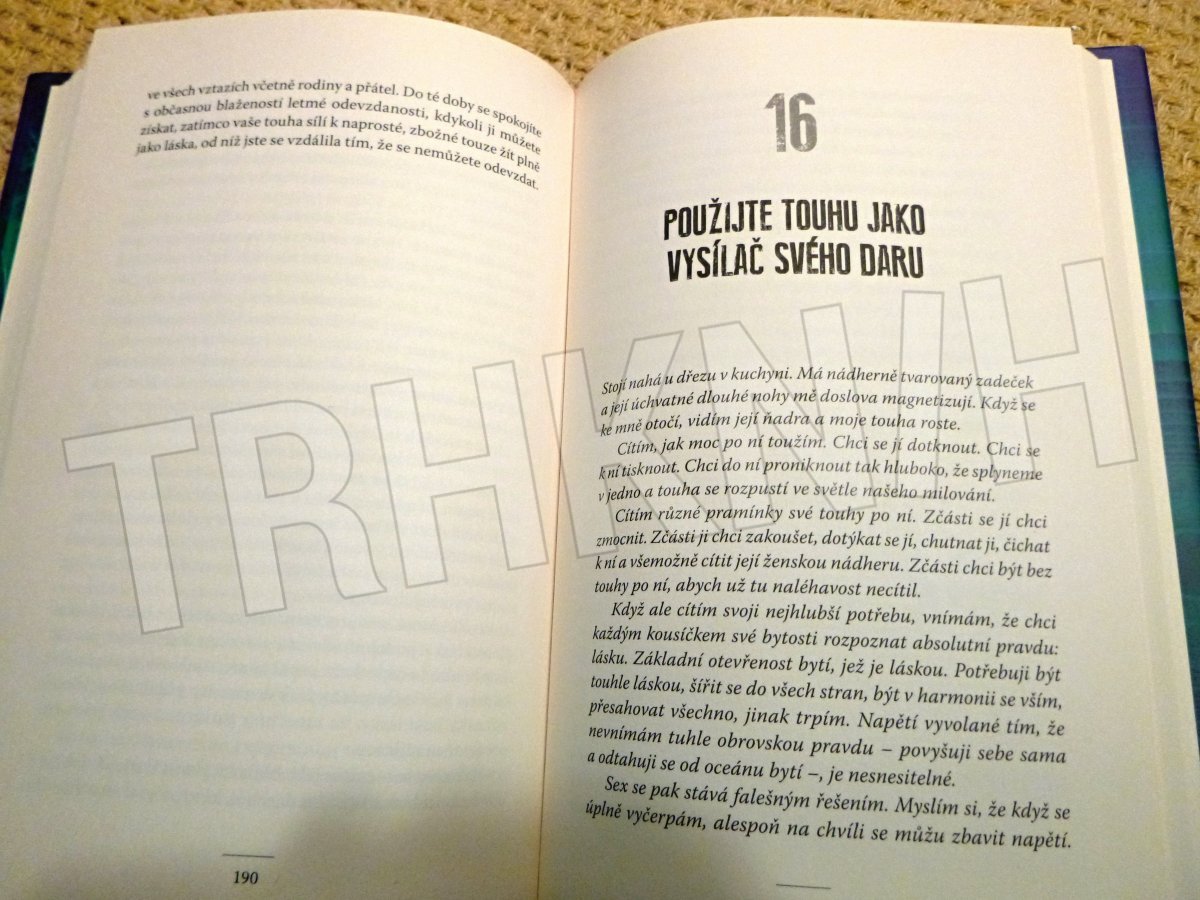 ve všech vztazích včetně rodiny a přátel. Do té doby se spokojíte
s občasnou blažeností letmé odevzdanosti, kdykoli ji můžete
získat, zatímco vaše touha sílí k naprosté, zbožné touze žít plně
jako láska, od níž jste se vzdálila tím, že se nemůžete odevzdat.
190
16
POUŽIJTE TOUHU JAKO
VYSÍLAČ SVÉHO DARU
Stojí nahá u dřezu v kuchyni. Má nádherně tvarovaný zadeček
a její úchvatné dlouhé nohy mě doslova magnetizují. Když se
ke mně otočí, vidím její ňadra a moje touha roste.
Cítím, jak moc po ní toužím. Chci se jí dotknout. Chci se
k ní tisknout. Chci do ní proniknout tak hluboko, že splyneme
v jedno a touha se rozpustí ve světle našeho milování.
Cítím různé pramínky své touhy po ní. Zčásti se jí chci
zmocnit. Zčásti ji chci zakoušet, dotýkat se jí, chutnat ji, čichat
k ní a všemožně cítit její ženskou nádheru. Zčásti chci být bez
touhy po ní, abych už tu naléhavost necítil.
Když ale cítím svoji nejhlubší potřebu, vnímám, že chci
každým kousíčkem své bytosti rozpoznat absolutní pravdu:
lásku. Základní otevřenost bytí, jež je láskou. Potřebuji být
touhle láskou, šířit se do všech stran, být v harmonii se vším,
přesahovat všechno, jinak trpím. Napětí vyvolané tím, že
nevnímám tuhle obrovskou pravdu – povyšuji sebe sama
a odtahuji se od oceánu bytí –, je nesnesitelné.
Sex se pak stává falešným řešením. Myslím si, že když se
úplně vyčerpám, alespoň na chvíli se můžu zbavit napětí.
TRHKNIH